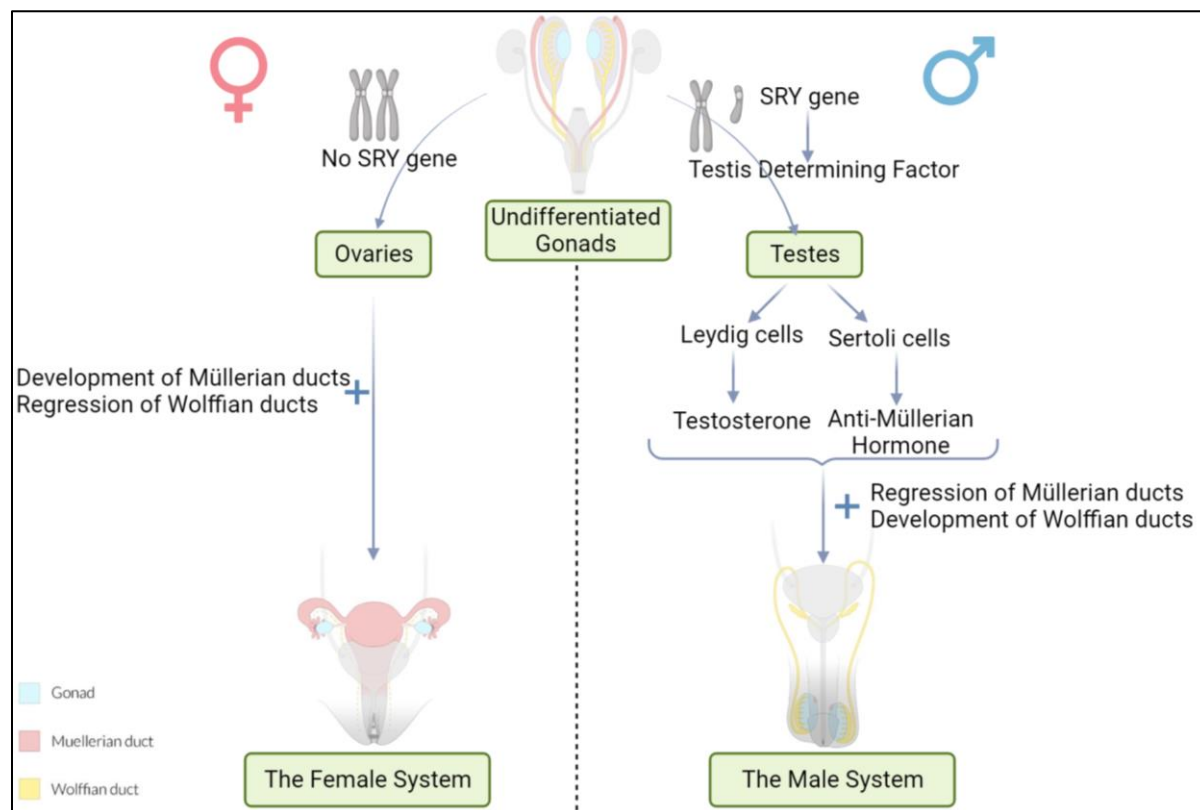 SRY gene
No SRY gene
Testis Determining Factor
Undifferentiated
Gonads
Ovaries
Testes
Leydig cells
Sertoli cells
Development of Müllerian ducts
Regression of Wolffian ducts
Testosterone
Anti-Müllerian
Hormone
Regression of Müllerian ducts
Development of Wolffian ducts
Gonad
Muellerian duct
Wolffian duct
The Female System
The Male System